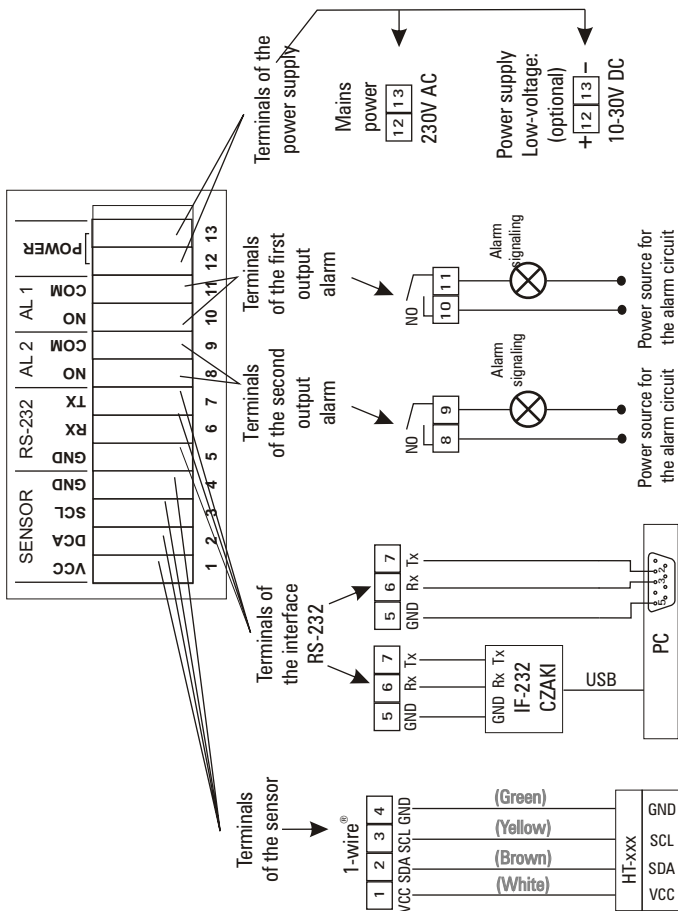 SENSOR
RS-232
AL 2
AL 1
POWER
VCC
DCA
SCL
GND
GND
RX
TX
NO
COM
NO
COM
1
2
3
4
5
6
7
8
9
10
11
12
13
Terminals
of the sensor
Terminals of
the interface
RS-232
Terminals
of the second
output
alarm
Terminals
of the first
output
alarm
Terminals of the
power supply
1-wire®
1
2
3
4
VCC
SDA
SCL
GND
(Green)
(Yellow)
(Brown)
(White)
HT-xxx
VCC
SDA
SCL
GND
5
6
7
GND
Rx
Tx
GND Rx Tx
IF-232
CZAKI
USB
5
6
7
GND
Rx
Tx
5
3
2
PC
NO
8
9
Alarm
signaling
Power source for
the alarm circuit
NO
10
11
Alarm
signaling
Power source for
the alarm circuit
Mains
power
12 13
230V AC
Power supply
Low-voltage:
(optional)
+ 12 13 −
10-30V DC